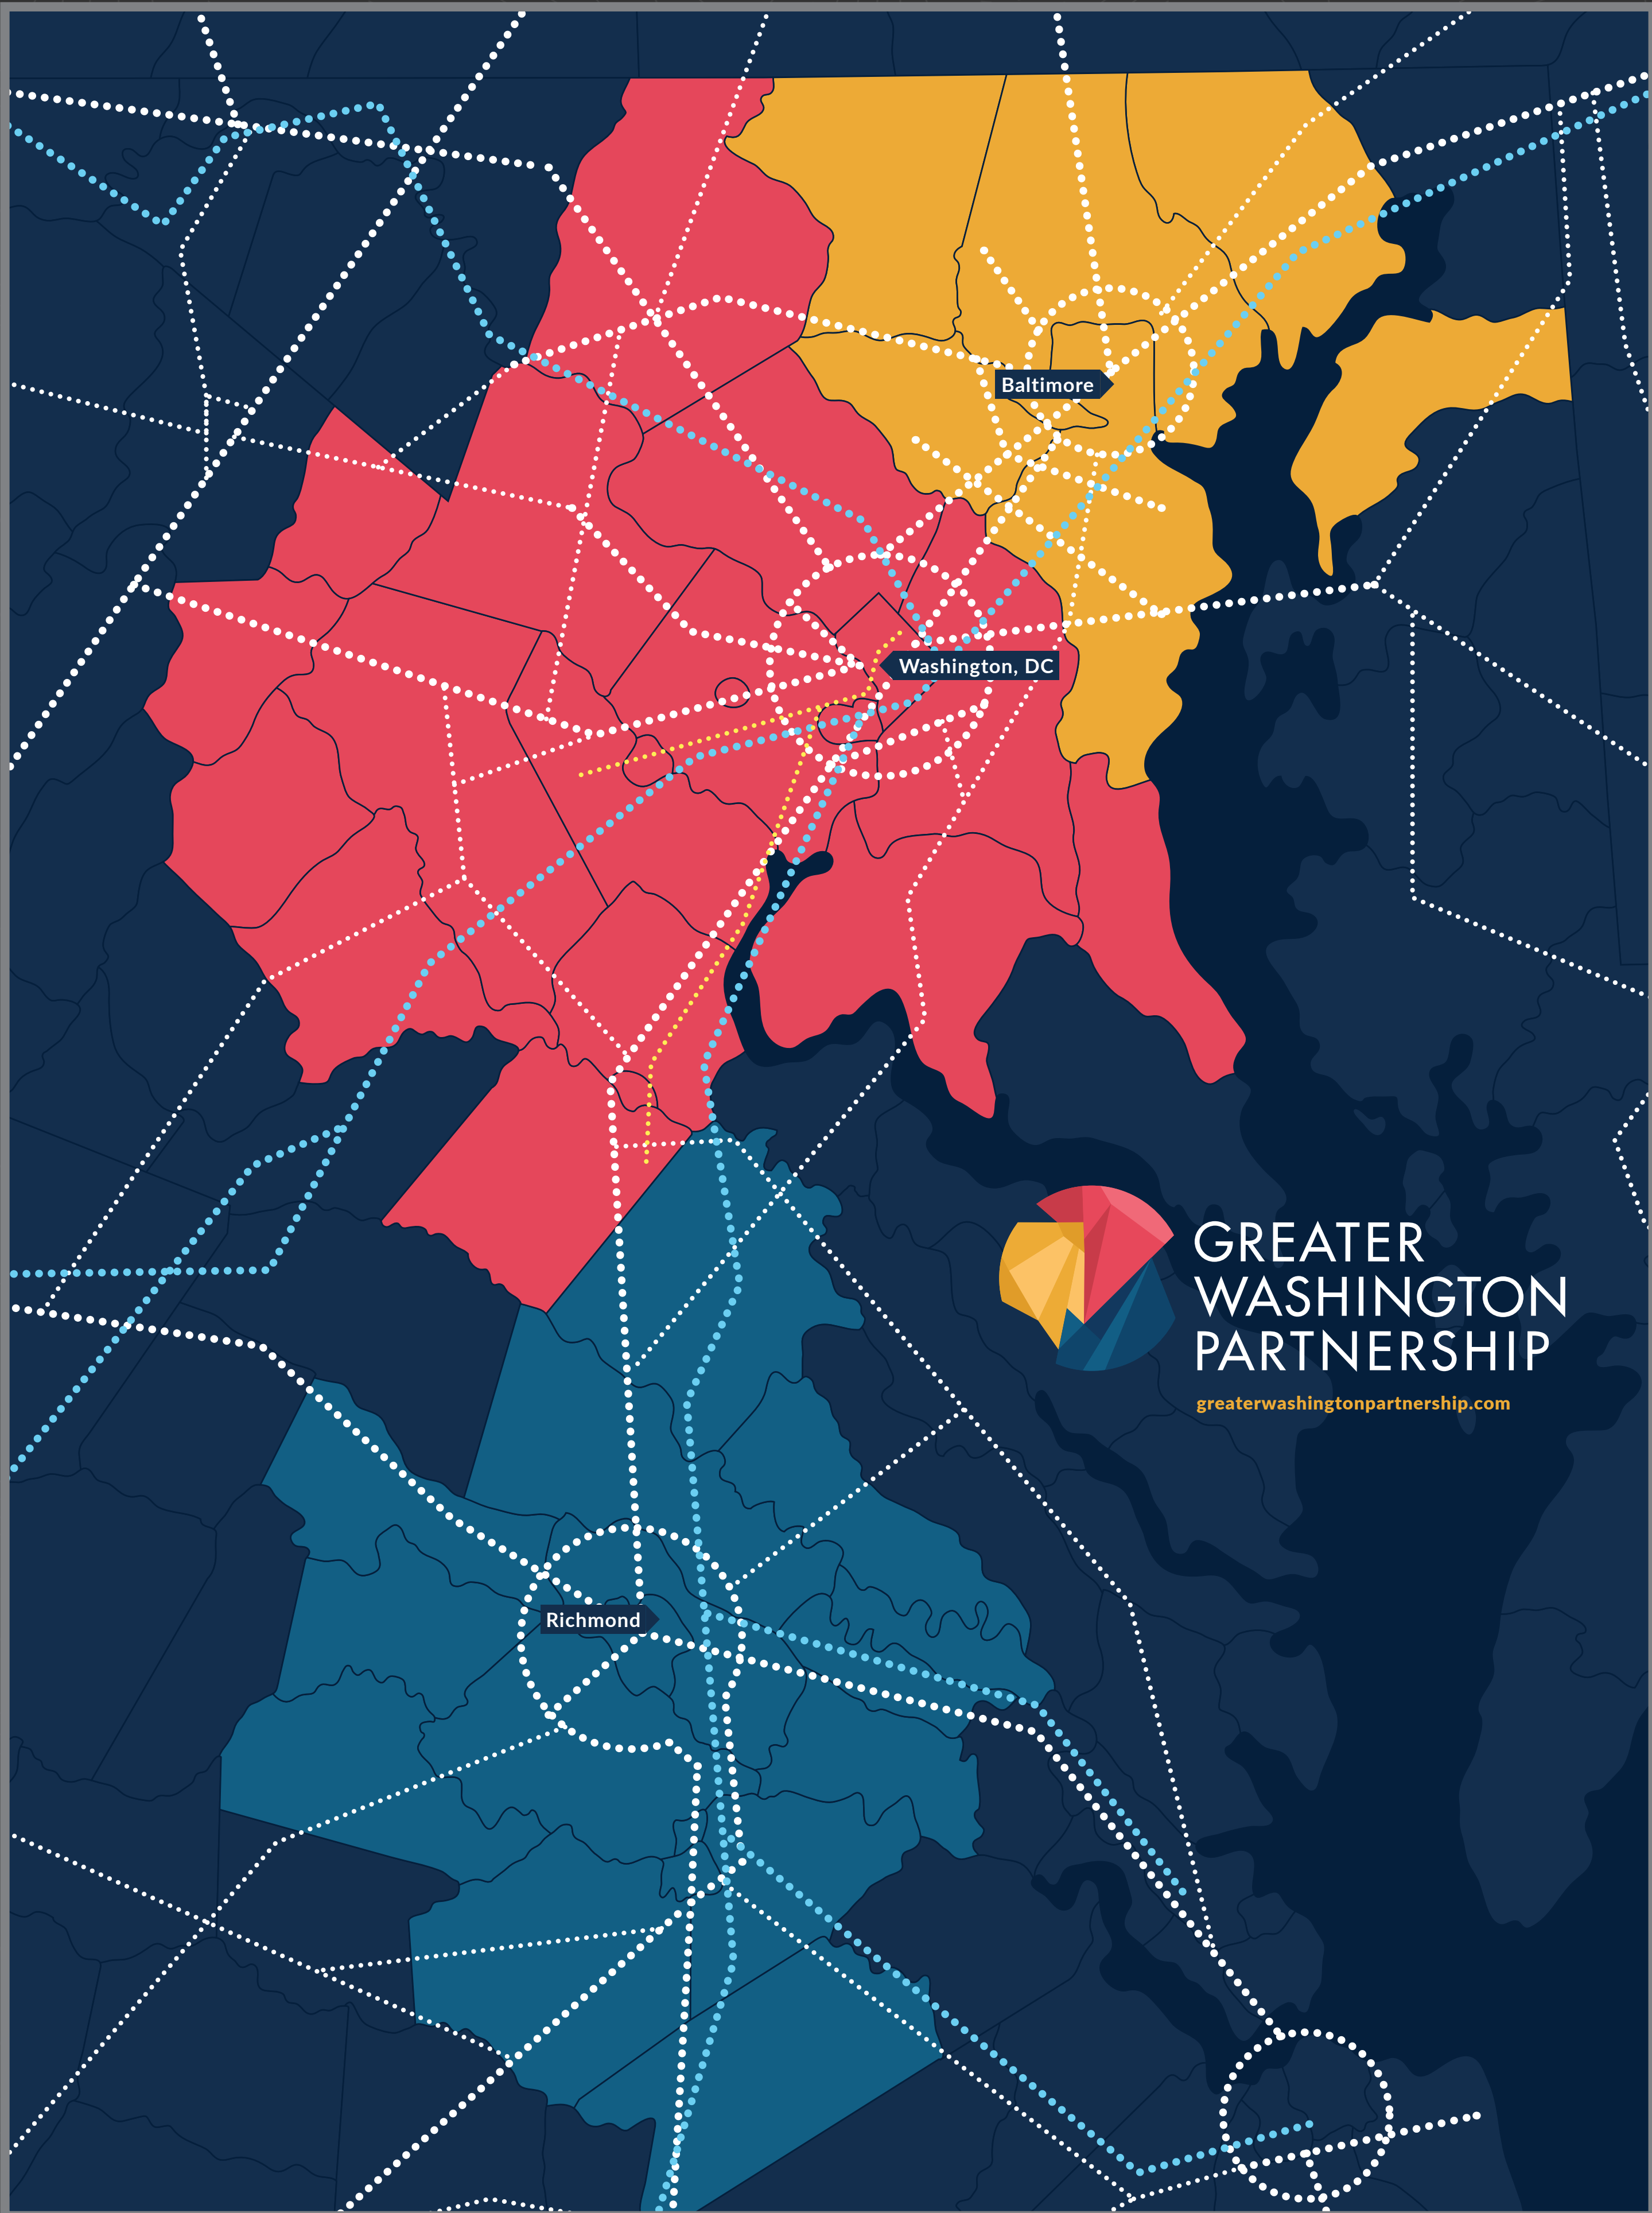 Baltimore
Washington, DC
GREATER
WASHINGTON
PARTNERSHIP
greaterwashingtonpartnership.com
Richmond